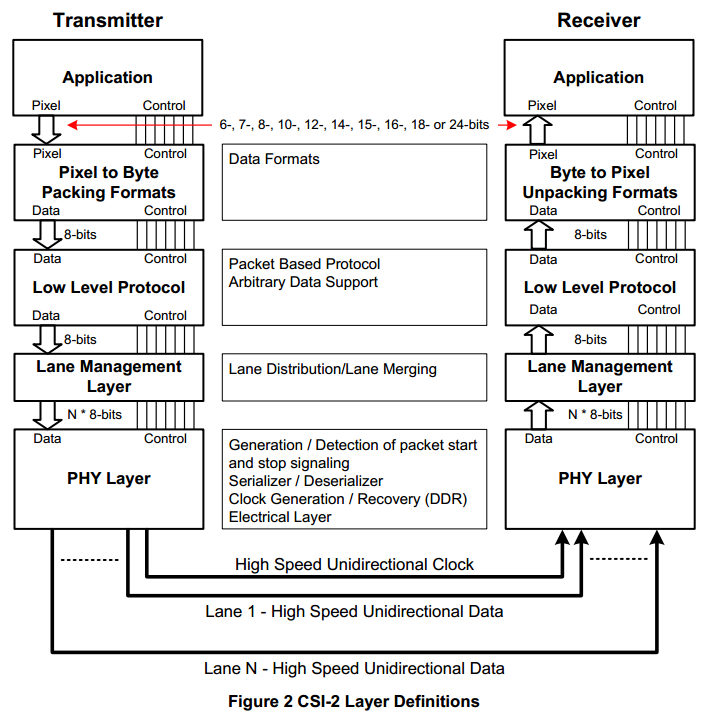 Transmitter
Receiver
Application
Application
Pixel
Control
Pixel
Control
6-, 7-, 8-, 10-, 12-, 14-, 15-, 16-, 18- or 24-bits
Pixel
Control
Pixel to Byte
Packing Formats
Data
Control
Data Formats
Pixel
Control
Byte to Pixel
Unpacking Formats
Data
Control
8-bits
8-bits
Data
Control
Low Level Protocol
Data
Control
Packet Based Protocol
Arbitrary Data Support
Data
Control
Low Level Protocol
Data
Control
8-bits
8-bits
Lane Management
Layer
Lane Distribution/Lane Merging
Lane Management
Layer
N * 8-bits
N * 8-bits
Data
Control
PHY Layer
Generation / Detection of packet start
and stop signaling
Serializer / Deserializer
Clock Generation / Recovery (DDR)
Electrical Layer
Data
Control
PHY Layer
High Speed Unidirectional Clock
Lane 1 - High Speed Unidirectional Data
Lane N - High Speed Unidirectional Data
Figure 2 CSI-2 Layer Definitions